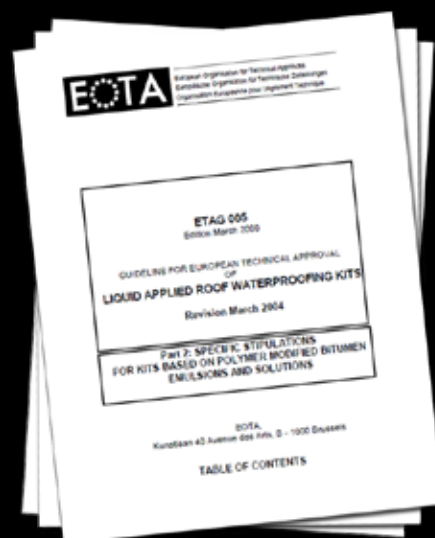 EOTA
European Organisation for Technical Approvals
Europäische Organisation für Technische Zulassungen
Organisation Européenne pour l'Agrément Technique
ETAG 005
Edition March 2000
GUIDELINE FOR EUROPEAN TECHNICAL APPROVAL
OF
LIQUID APPLIED ROOF WATERPROOFING KITS
Revision March 2004
Part 2: SPECIFIC STIPULATIONS
FOR KITS BASED ON POLYMER MODIFIED BITUMEN
EMULSIONS AND SOLUTIONS
EOTA
Kunstlaan 40 Avenue des Arts, B - 1000 Brussels
TABLE OF CONTENTS